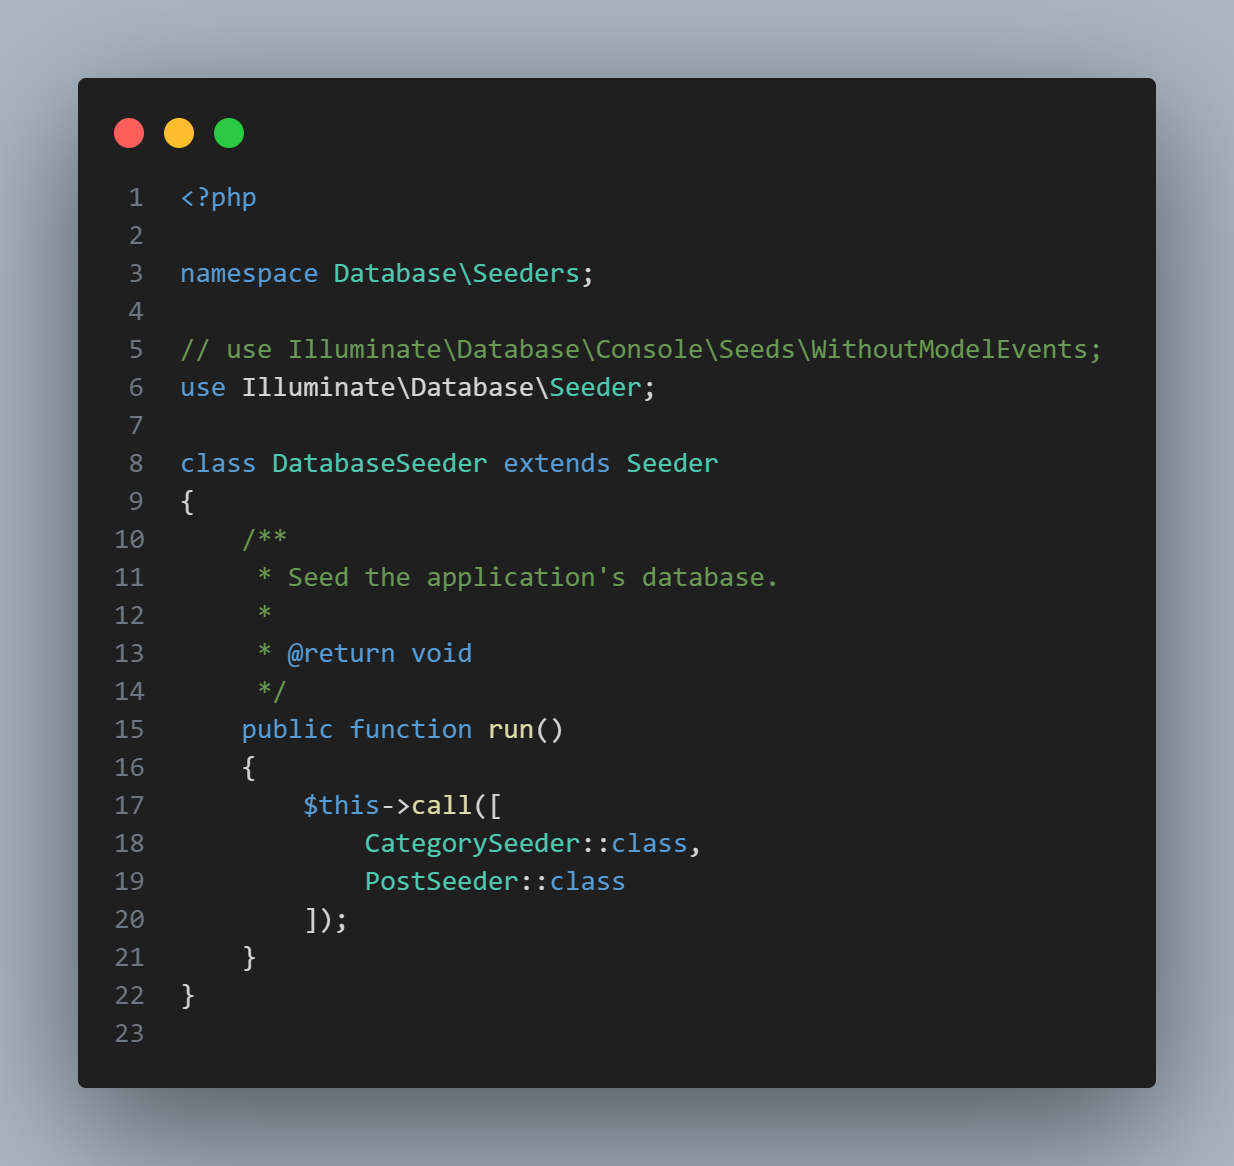 1 <?php
2
3 namespace Database\Seeders;
4
5 // use Illuminate\Database\Console\Seeds\WithoutModelEvents;
6 use Illuminate\Database\Seeder;
7
8 class DatabaseSeeder extends Seeder
9 {
10     /**
11      * Seed the application's database.
12      *
13      * @return void
14      */
15     public function run()
16     {
17         $this->call([
18             CategorySeeder::class,
19             PostSeeder::class
20         ]);
21     }
22 }
23